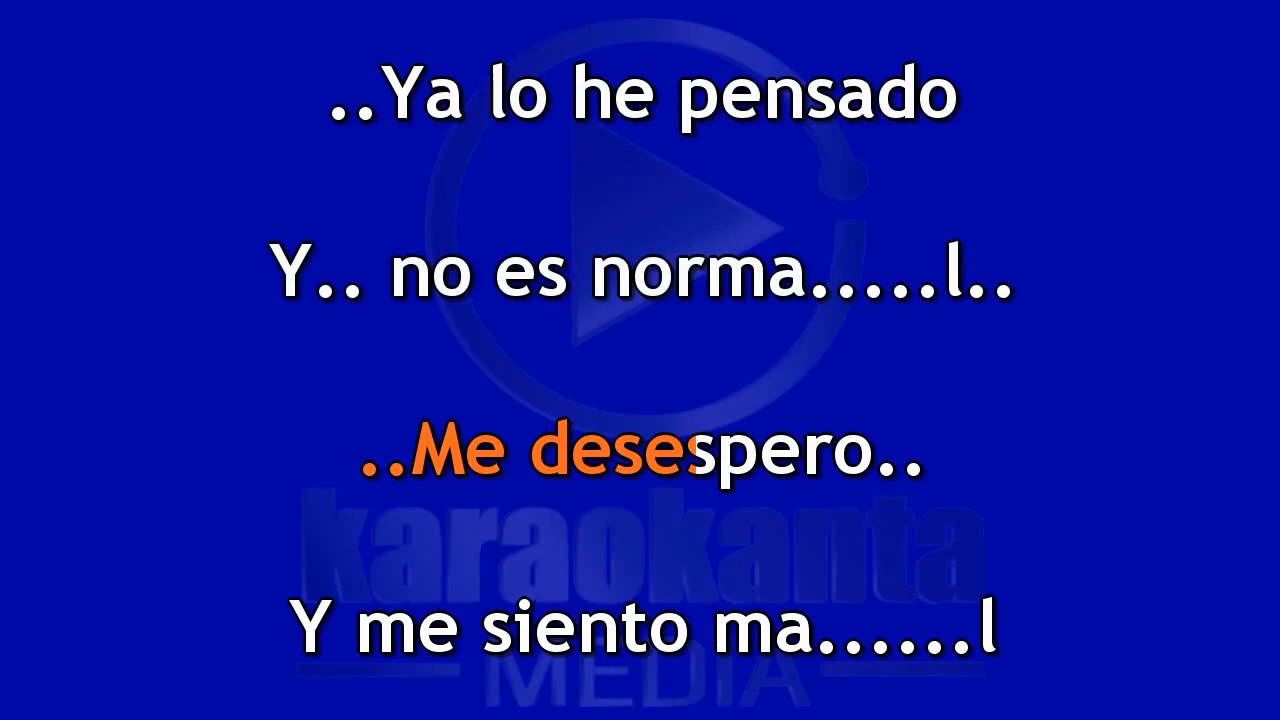 ..Ya lo he pensado
Y.. no es norma.....l..
..Me desespero..
karaokanta
Y me siento ma......l
MEDIA